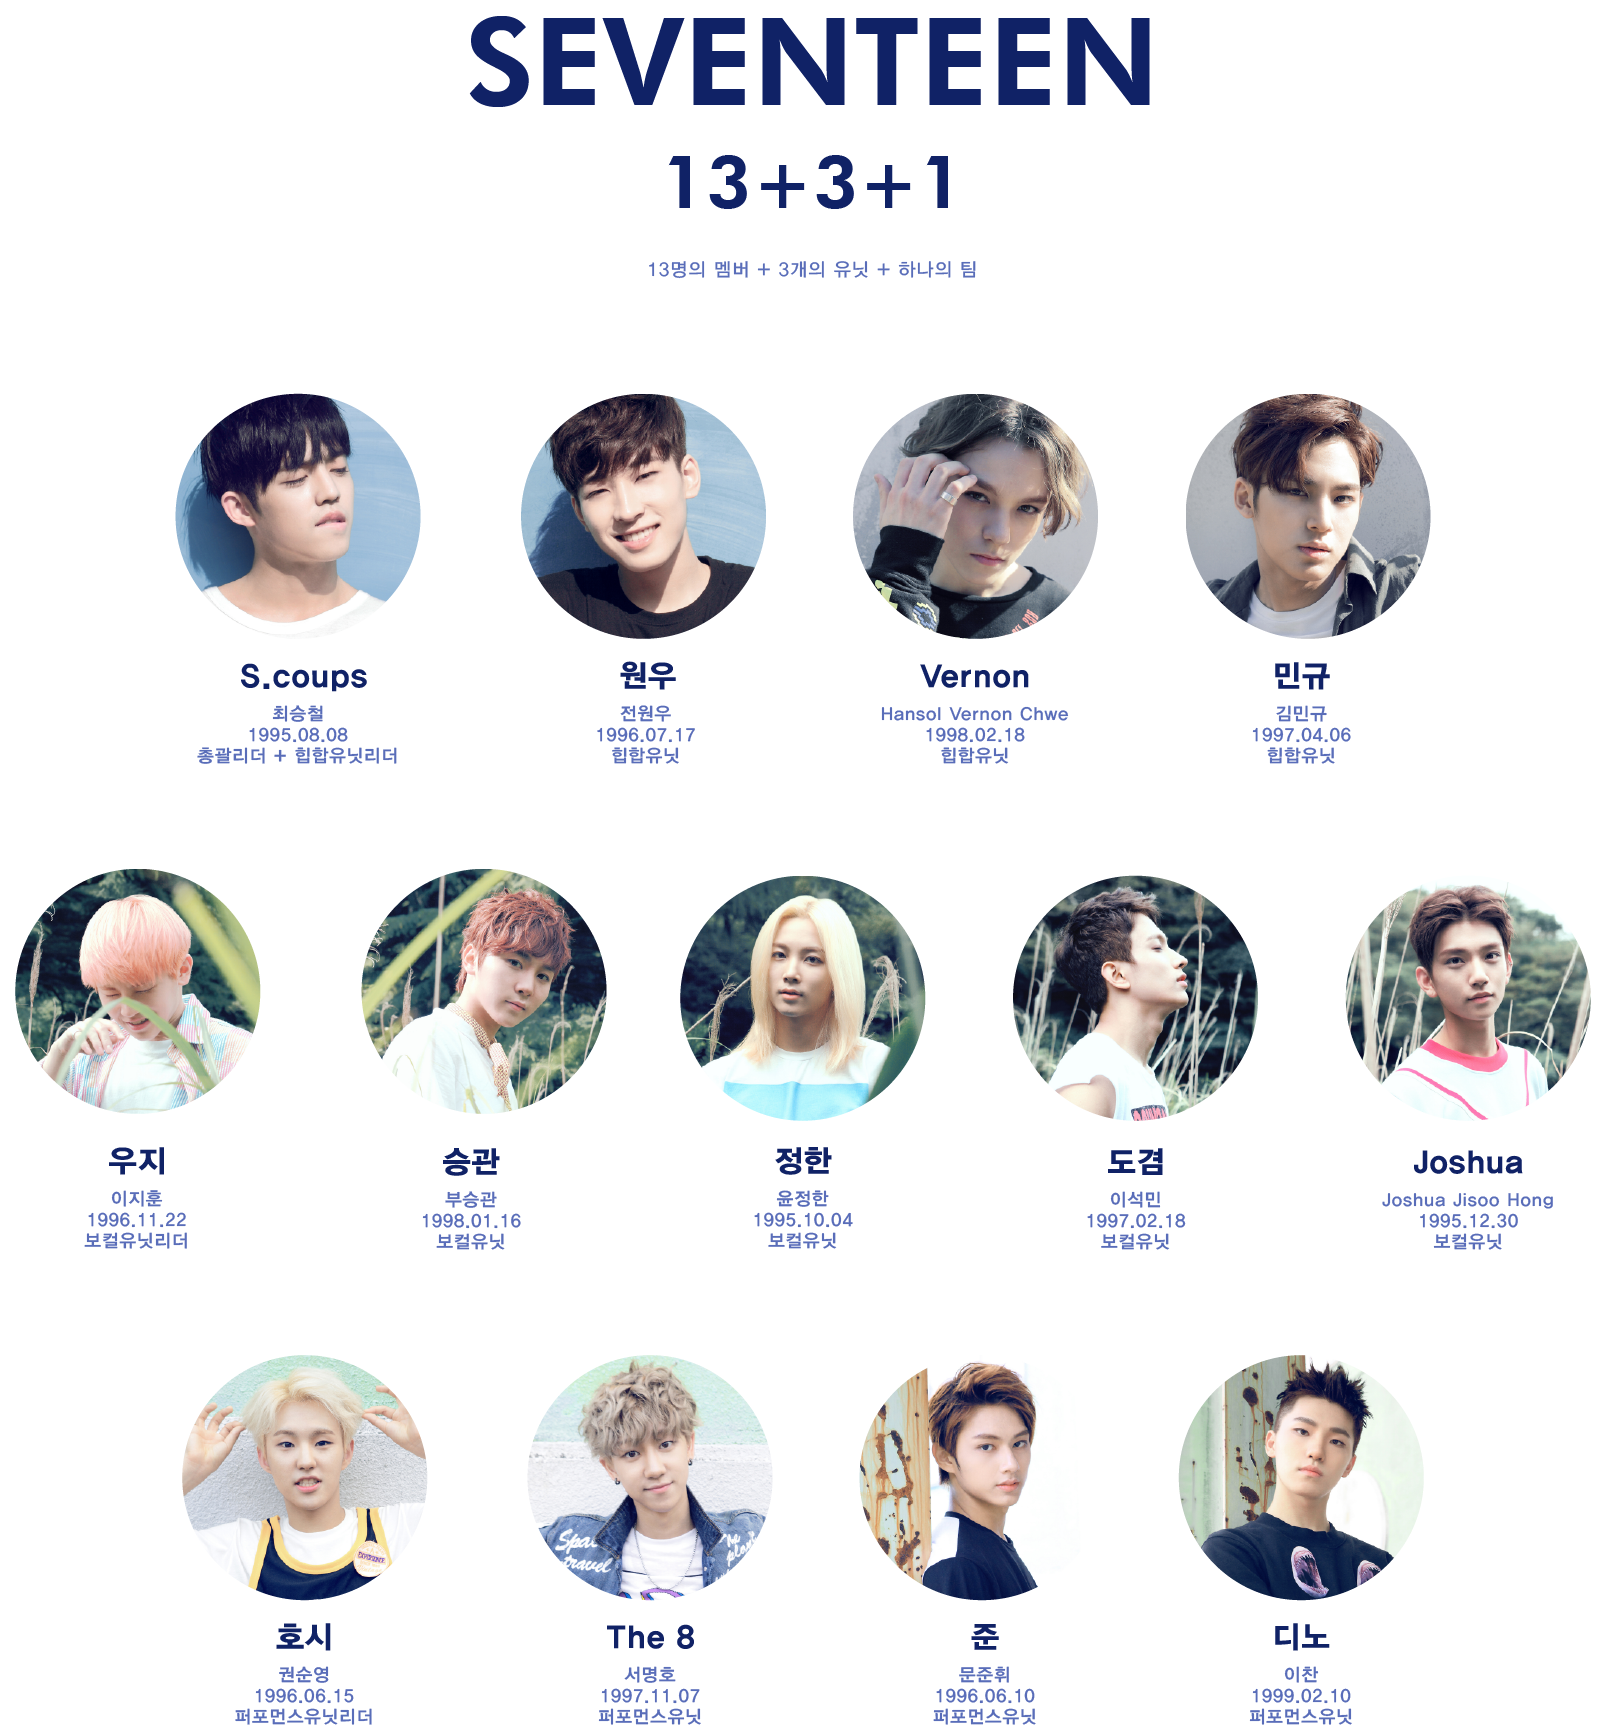 SEVENTEEN
13+3+1
13명의 멤버 + 3개의 유닛 + 하나의 팀
S.coups
최승철
1995.08.08
총괄리더 + 힙합유닛리더
원우
전원우
1996.07.17
힙합유닛
Vernon
Hansol Vernon Chwe
1998.02.18
힙합유닛
민규
김민규
1997.04.06
힙합유닛
우지
이지훈
1996.11.22
보컬유닛리더
승관
부승관
1998.01.16
보컬유닛
정한
윤정한
1995.10.04
보컬유닛
도겸
이석민
1997.02.18
보컬유닛
Joshua
Joshua Jisoo Hong
1995.12.30
보컬유닛
호시
권순영
1996.06.15
퍼포먼스유닛리더
The 8
서명호
1997.11.07
퍼포먼스유닛
준
문준휘
1996.06.10
퍼포먼스유닛
디노
이찬
1999.02.10
퍼포먼스유닛
travel